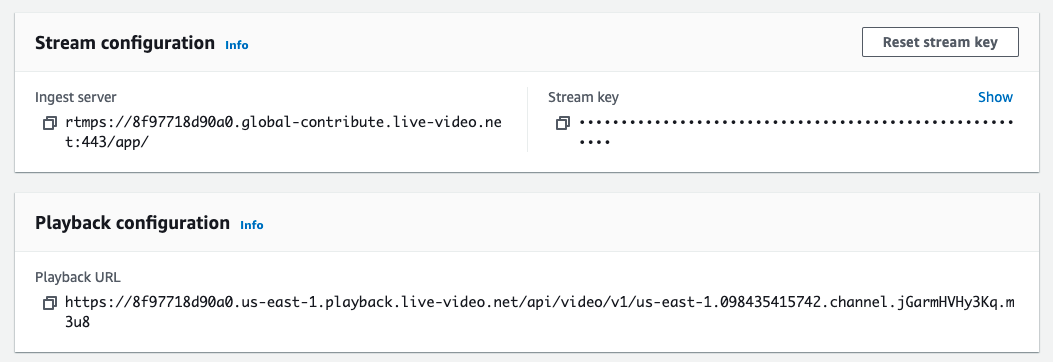 Stream configuration Info
Reset stream key
Ingest server
rtmps://8f97718d90a0.global-contribute.live-video.ne
t:443/app/
Stream key
Show
••••••••••••••••••••••••••••••••••••••••••••••••••••
••••
Playback configuration Info
Playback URL
https://8f97718d90a0.us-east-1.playback.live-video.net/api/video/v1/us-east-1.098435415742.channel.jGarmHVHy3Kq.m
3u8